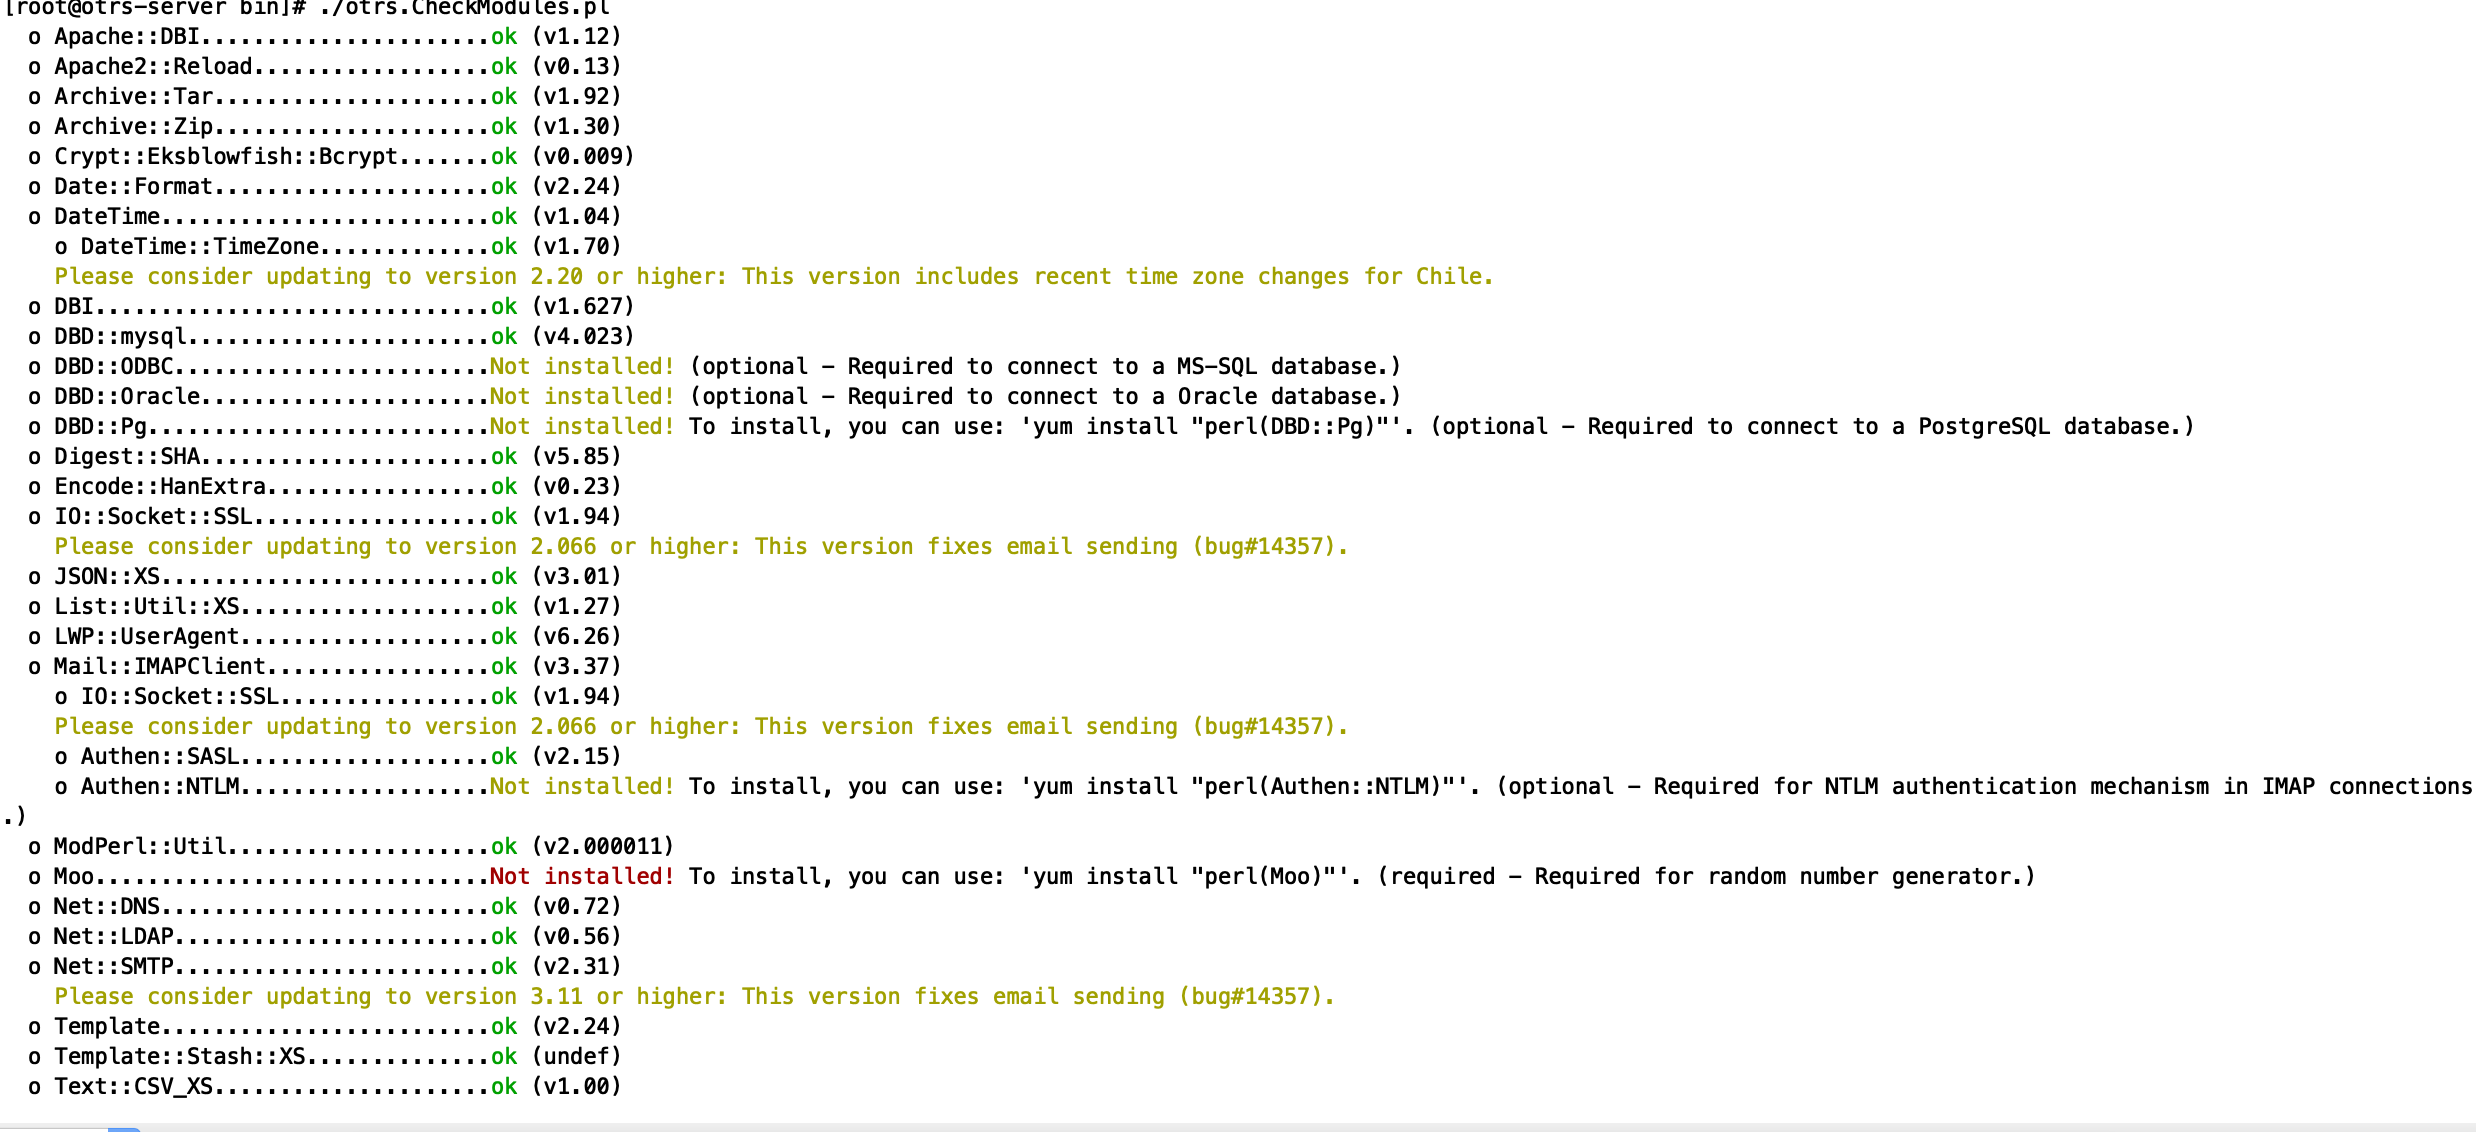 [root@otrs-server bin]# ./otrs.CheckModules.pl
  o Apache::DBI......................ok (v1.12)
  o Apache2::Reload..................ok (v0.13)
  o Archive::Tar.....................ok (v1.92)
  o Archive::Zip.....................ok (v1.30)
  o Crypt::Eksblowfish::Bcrypt.......ok (v0.009)
  o Date::Format.....................ok (v2.24)
  o DateTime.........................ok (v1.04)
    o DateTime::TimeZone.............ok (v1.70)
    Please consider updating to version 2.20 or higher: This version includes recent time zone changes for Chile.
  o DBI..............................ok (v1.627)
  o DBD::mysql.......................ok (v4.023)
  o DBD::ODBC........................Not installed! (optional - Required to connect to a MS-SQL database.)
  o DBD::Oracle......................Not installed! (optional - Required to connect to a Oracle database.)
  o DBD::Pg..........................Not installed! To install, you can use: 'yum install "perl(DBD::Pg)"'. (optional - Required to connect to a PostgreSQL database.)
  o Digest::SHA......................ok (v5.85)
  o Encode::HanExtra.................ok (v0.23)
  o IO::Socket::SSL..................ok (v1.94)
    Please consider updating to version 2.066 or higher: This version fixes email sending (bug#14357).
  o JSON::XS.........................ok (v3.01)
  o List::Util::XS...................ok (v1.27)
  o LWP::UserAgent...................ok (v6.26)
  o Mail::IMAPClient.................ok (v3.37)
    o IO::Socket::SSL................ok (v1.94)
    Please consider updating to version 2.066 or higher: This version fixes email sending (bug#14357).
    o Authen::SASL...................ok (v2.15)
    o Authen::NTLM...................Not installed! To install, you can use: 'yum install "perl(Authen::NTLM)"'. (optional - Required for NTLM authentication mechanism in IMAP connections
.)
  o ModPerl::Util....................ok (v2.000011)
  o Moo..............................Not installed! To install, you can use: 'yum install "perl(Moo)"'. (required - Required for random number generator.)
  o Net::DNS.........................ok (v0.72)
  o Net::LDAP........................ok (v0.56)
  o Net::SMTP........................ok (v2.31)
    Please consider updating to version 3.11 or higher: This version fixes email sending (bug#14357).
  o Template.........................ok (v2.24)
  o Template::Stash::XS..............ok (undef)
  o Text::CSV_XS.....................ok (v1.00)